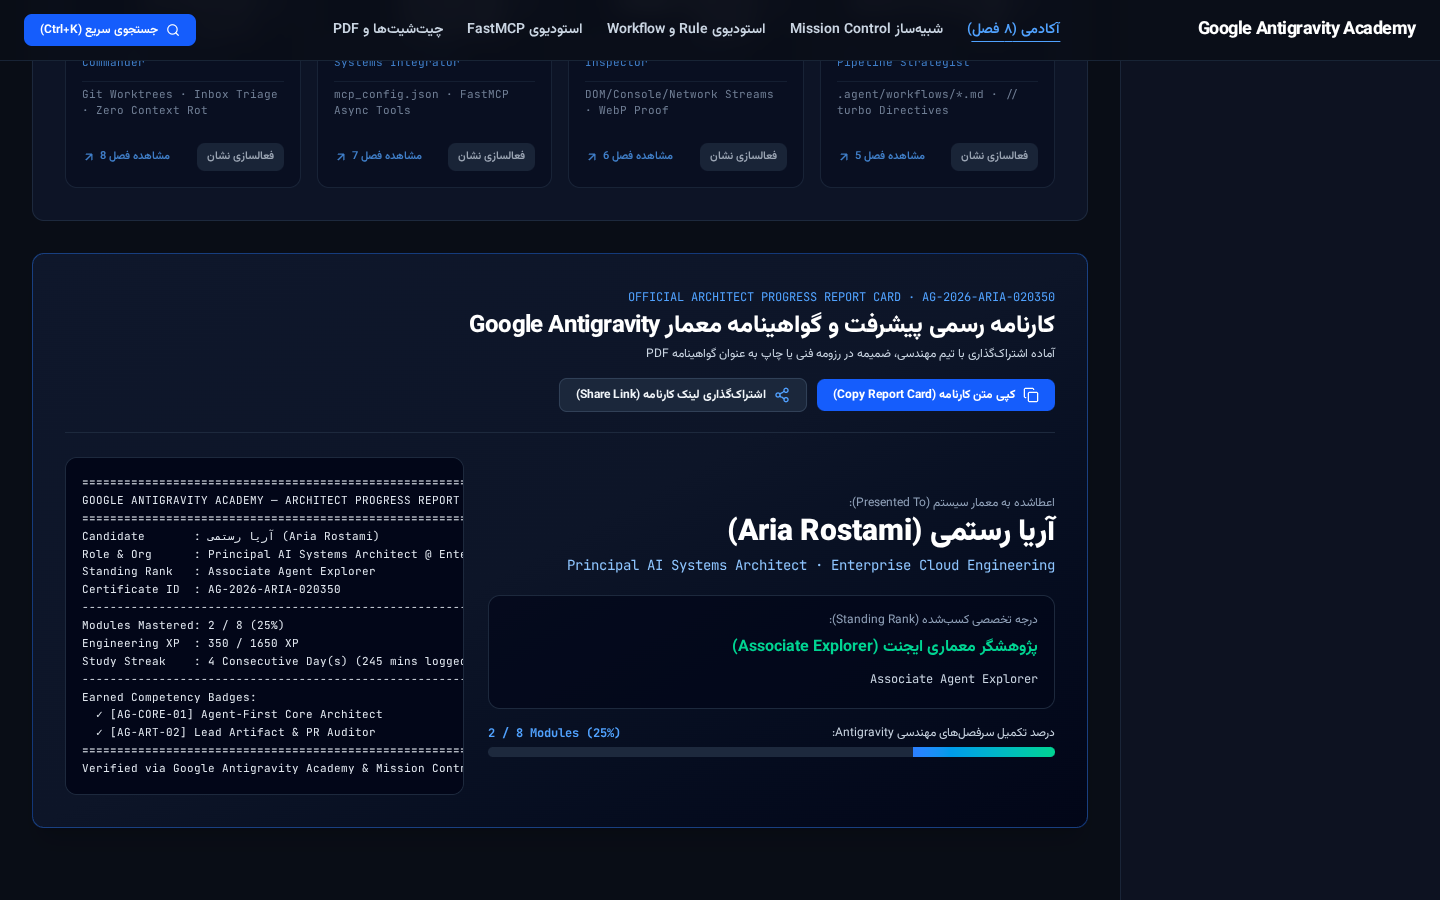 Google Antigravity Academy
آکادمی (۸ فصل)
شبیه‌ساز Mission Control
استودیوی Rule و Workflow
استودیوی FastMCP
چیت‌شیت‌ها و PDF
جستجوی سریع (Ctrl+K)
Pipeline Strategist
.agent/workflows/*.md · //
turbo Directives
فعالسازی نشان
مشاهده فصل 5
Inspector
DOM/Console/Network Streams
· WebP Proof
فعالسازی نشان
مشاهده فصل 6
Systems Integrator
mcp_config.json · FastMCP
Async Tools
فعالسازی نشان
مشاهده فصل 7
Commander
Git Worktrees · Inbox Triage
· Zero Context Rot
فعالسازی نشان
مشاهده فصل 8
OFFICIAL ARCHITECT PROGRESS REPORT CARD · AG-2026-ARIA-020350
کارنامه رسمی پیشرفت و گواهینامه معمار Google Antigravity
آماده اشتراک‌گذاری با تیم مهندسی، ضمیمه در رزومه فنی یا چاپ به عنوان گواهینامه PDF
کپی متن کارنامه (Copy Report Card)
اشتراک‌گذاری لینک کارنامه (Share Link)
اعطاشده به معمار سیستم (Presented To):
آریا رستمی (Aria Rostami)
Principal AI Systems Architect · Enterprise Cloud Engineering
درجه تخصصی کسب‌شده (Standing Rank):
پژوهشگر معماری ایجنت (Associate Explorer)
Associate Agent Explorer
درصد تکمیل سرفصل‌های مهندسی Antigravity:
2 / 8 Modules (25%)
======================================================
GOOGLE ANTIGRAVITY ACADEMY — ARCHITECT PROGRESS REPORT
======================================================
Candidate : آریا رستمی (Aria Rostami)
Role & Org : Principal AI Systems Architect @ Ente
Standing Rank : Associate Agent Explorer
Certificate ID : AG-2026-ARIA-020350
------------------------------------------------------
Modules Mastered: 2 / 8 (25%)
Engineering XP : 350 / 1650 XP
Study Streak : 4 Consecutive Day(s) (245 mins logged
------------------------------------------------------
Earned Competency Badges:
✓ [AG-CORE-01] Agent-First Core Architect
✓ [AG-ART-02] Lead Artifact & PR Auditor
======================================================
Verified via Google Antigravity Academy & Mission Contr